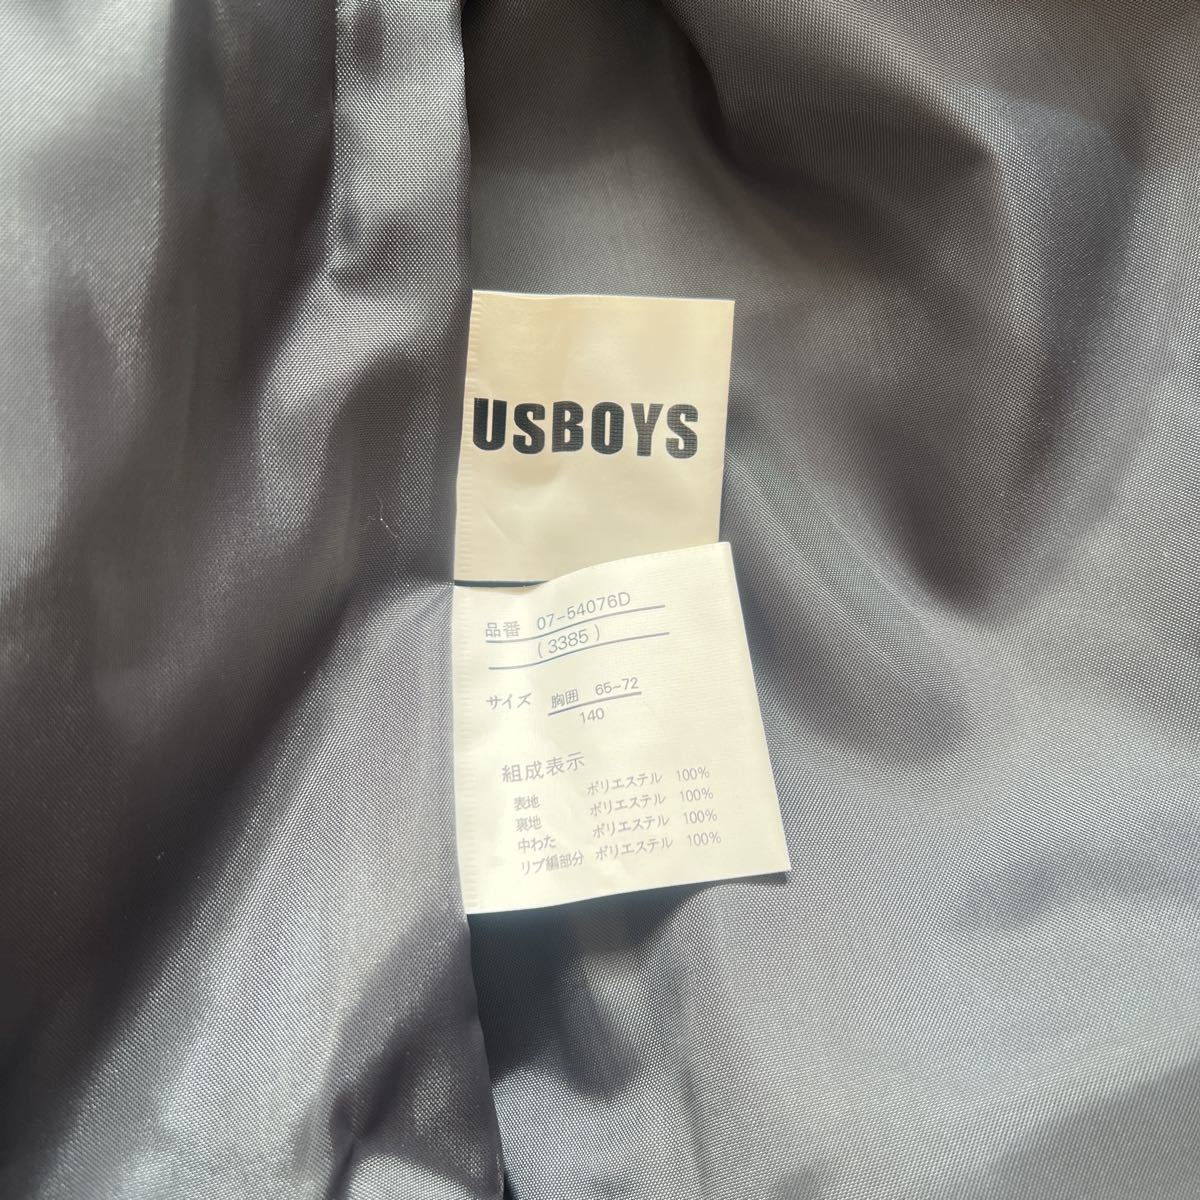 USBOYS
品番 07-54076D
(3385)
サイズ 胸囲 65~72
140
組成表示
表地 ポリエステル 100%
裏地 ポリエステル 100%
中わた ポリエステル 100%
リブ編部分 ポリエステル 100%